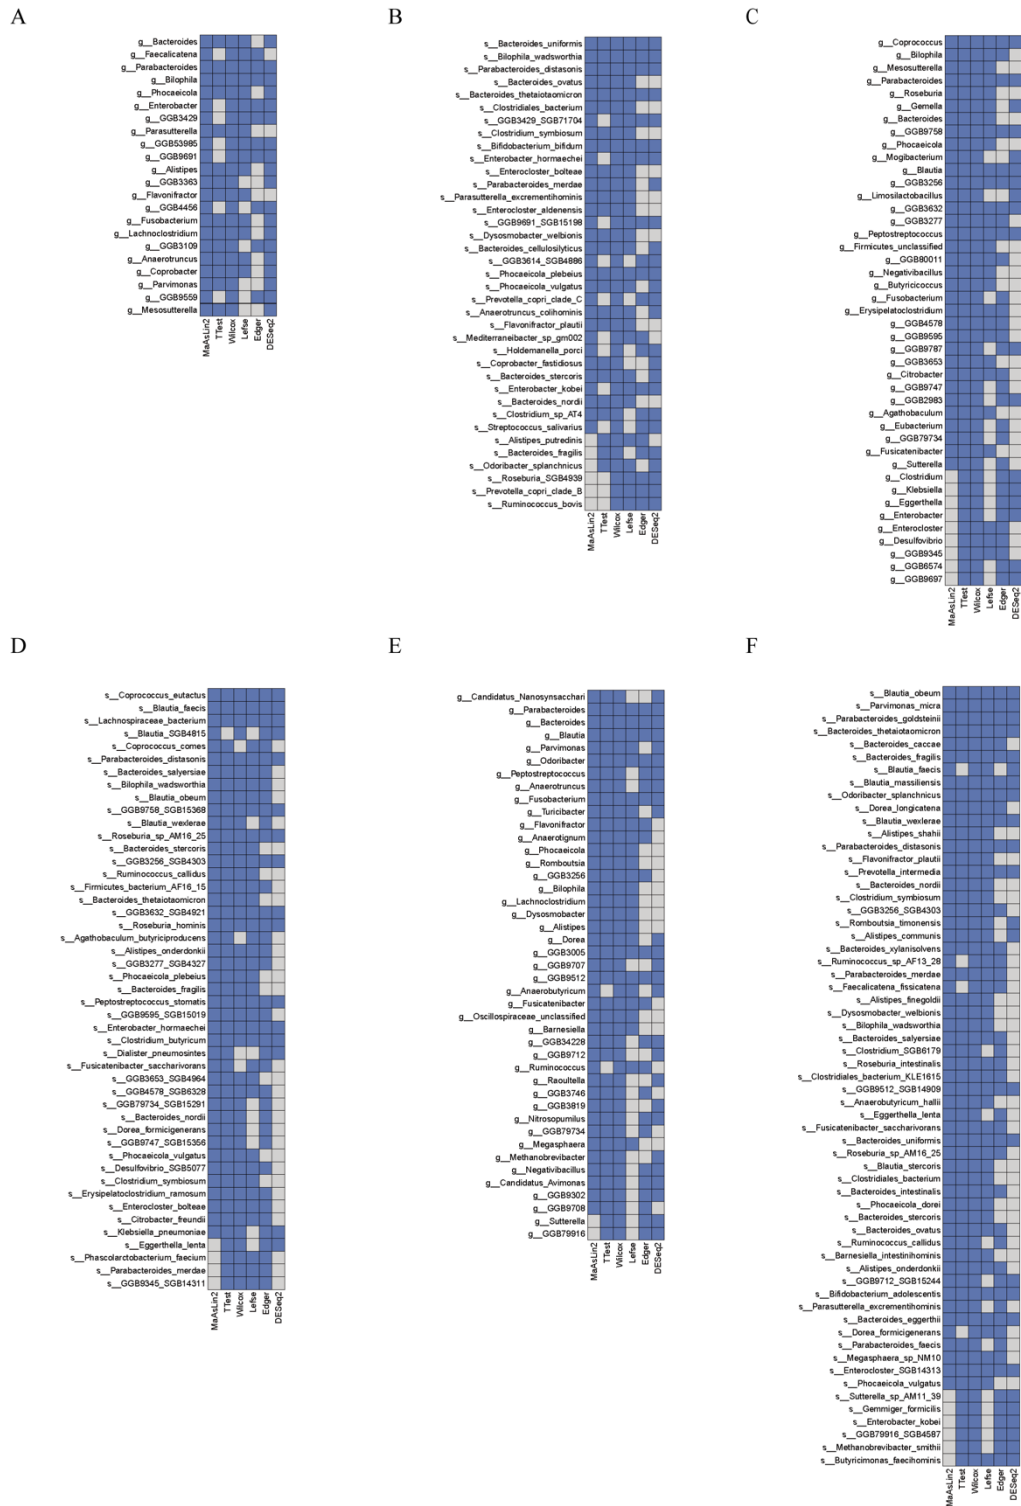 A
g__Bacteroides
g__Faecalicatena
g__Parabacteroides
g__Bilophila
g__Phocaeicola
g__Enterobacter
g__GGB3429
g__Parasutterella
g__GGB53985
g__GGB9691
g__Alistipes
g__GGB3363
g__Flavonifractor
g__GGB4456
g__Fusobacterium
g__Lachnoclostridium
g__GGB3109
g__Anaerotruncus
g__Coprobacter
g__Parvimonas
g__GGB9559
g__Mesosutterella
MaAsLin2
TTest
Wilcox
Lefse
Edger
DESeq2
B
s__Bacteroides_uniformis
s__Bilophila_wadsworthia
s__Parabacteroides_distasonis
s__Bacteroides_ovatus
s__Bacteroides_thetaiotaomicron
s__Clostridiales_bacterium
s__GGB3429_SGB71704
s__Clostridium_symbiosum
s__Bifidobacterium_bifidum
s__Enterobacter_hormaechei
s__Enterocloster_bolteae
s__Parabacteroides_merdae
s__Parasutterella_excrementihominis
s__Enterocloster_aldenensis
s__GGB9691_SGB15198
s__Dysosmobacter_welbionis
s__Bacteroides_cellulosilyticus
s__GGB3614_SGB4886
s__Phocaeicola_plebeius
s__Phocaeicola_vulgatus
s__Prevotella_copri_clade_C
s__Anaerotruncus_colihominis
s__Flavonifractor_plautii
s__Mediterraneibacter_sp_gm002
s__Holdemanella_porci
s__Coprobacter_fastidiosus
s__Bacteroides_stercoris
s__Enterobacter_kobei
s__Bacteroides_nordii
s__Clostridium_sp_AT4
s__Streptococcus_salivarius
s__Alistipes_putredinis
s__Bacteroides_fragilis
s__Odoribacter_splanchnicus
s__Roseburia_SGB4939
s__Prevotella_copri_clade_B
s__Ruminococcus_bovis
MaAsLin2
TTest
Wilcox
Lefse
Edger
DESeq2
C
g__Coprococcus
g__Bilophila
g__Mesosutterella
g__Parabacteroides
g__Roseburia
g__Gemella
g__Bacteroides
g__GGB9758
g__Phocaeicola
g__Mogibacterium
g__Blautia
g__GGB3256
g__Limosilactobacillus
g__GGB3632
g__GGB3277
g__Peptostreptococcus
g__Firmicutes_unclassified
g__GGB80011
g__Negativibacillus
g__Butyricicoccus
g__Fusobacterium
g__Erysipelatoclostridium
g__GGB4578
g__GGB9595
g__GGB9787
g__GGB3653
g__Citrobacter
g__GGB9747
g__GGB2983
g__Agathobaculum
g__Eubacterium
g__GGB79734
g__Fusicatenibacter
g__Sutterella
g__Clostridium
g__Klebsiella
g__Eggerthella
g__Enterobacter
g__Enterocloster
g__Desulfovibrio
g__GGB9345
g__GGB6574
g__GGB9697
MaAsLin2
TTest
Wilcox
Lefse
Edger
DESeq2
D
s__Coprococcus_eutactus
s__Blautia_faecis
s__Lachnospiraceae_bacterium
s__Blautia_SGB4815
s__Coprococcus_comes
s__Parabacteroides_distasonis
s__Bacteroides_salyersiae
s__Bilophila_wadsworthia
s__Blautia_obeum
s__GGB9758_SGB15368
s__Blautia_wexlerae
s__Roseburia_sp_AM16_25
s__Bacteroides_stercoris
s__GGB3256_SGB4303
s__Ruminococcus_callidus
s__Firmicutes_bacterium_AF16_15
s__Bacteroides_thetaiotaomicron
s__GGB3632_SGB4921
s__Roseburia_hominis
s__Agathobaculum_butyriciproducens
s__Alistipes_onderdonkii
s__GGB3277_SGB4327
s__Phocaeicola_plebeius
s__Bacteroides_fragilis
s__Peptostreptococcus_stomatis
s__GGB9595_SGB15019
s__Enterobacter_hormaechei
s__Clostridium_butyricum
s__Dialister_pneumosintes
s__Fusicatenibacter_saccharivorans
s__GGB3653_SGB4964
s__GGB4578_SGB6328
s__GGB79734_SGB15291
s__Bacteroides_nordii
s__Dorea_formicigenerans
s__GGB9747_SGB15356
s__Phocaeicola_vulgatus
s__Desulfovibrio_SGB5077
s__Clostridium_symbiosum
s__Erysipelatoclostridium_ramosum
s__Enterocloster_bolteae
s__Citrobacter_freundii
s__Klebsiella_pneumoniae
s__Eggerthella_lenta
s__Phascolarctobacterium_faecium
s__Parabacteroides_merdae
s__GGB9345_SGB14311
MaAsLin2
TTest
Wilcox
Lefse
Edger
DESeq2
E
g__Candidatus_Nanosynsacchari
g__Parabacteroides
g__Bacteroides
g__Blautia
g__Parvimonas
g__Odoribacter
g__Peptostreptococcus
g__Anaerotruncus
g__Fusobacterium
g__Turicibacter
g__Flavonifractor
g__Anaerotignum
g__Phocaeicola
g__Romboutsia
g__GGB3256
g__Bilophila
g__Lachnoclostridium
g__Dysosmobacter
g__Alistipes
g__Dorea
g__GGB3005
g__GGB9707
g__GGB9512
g__Anaerobutyricum
g__Fusicatenibacter
g__Oscillospiraceae_unclassified
g__Barnesiella
g__GGB34228
g__GGB9712
g__Ruminococcus
g__Raoultella
g__GGB3746
g__GGB3819
g__Nitrosopumilus
g__GGB79734
g__Megasphaera
g__Methanobrevibacter
g__Negativibacillus
g__Candidatus_Avimonas
g__GGB9302
g__GGB9708
g__Sutterella
g__GGB79916
MaAsLin2
TTest
Wilcox
Lefse
Edger
DESeq2
F
s__Blautia_obeum
s__Parvimonas_micra
s__Parabacteroides_goldsteinii
s__Bacteroides_thetaiotaomicron
s__Bacteroides_caccae
s__Bacteroides_fragilis
s__Blautia_faecis
s__Blautia_massiliensis
s__Odoribacter_splanchnicus
s__Dorea_longicatena
s__Blautia_wexlerae
s__Alistipes_shahii
s__Parabacteroides_distasonis
s__Flavonifractor_plautii
s__Prevotella_intermedia
s__Bacteroides_nordii
s__Clostridium_symbiosum
s__GGB3256_SGB4303
s__Romboutsia_timonensis
s__Alistipes_communis
s__Bacteroides_xylanisolvens
s__Ruminococcus_sp_AF13_28
s__Parabacteroides_merdae
s__Faecalicatena_fissicatena
s__Alistipes_finegoldii
s__Dysosmobacter_welbionis
s__Bilophila_wadsworthia
s__Bacteroides_salyersiae
s__Clostridium_SGB6179
s__Roseburia_intestinalis
s__Clostridiales_bacterium_KLE1615
s__GGB9512_SGB14909
s__Anaerobutyricum_hallii
s__Eggerthella_lenta
s__Fusicatenibacter_saccharivorans
s__Bacteroides_uniformis
s__Roseburia_sp_AM16_25
s__Blautia_stercoris
s__Clostridiales_bacterium
s__Bacteroides_intestinalis
s__Phocaeicola_dorei
s__Bacteroides_stercoris
s__Bacteroides_ovatus
s__Ruminococcus_callidus
s__Barnesiella_intestinihominis
s__Alistipes_onderdonkii
s__GGB9712_SGB15244
s__Bifidobacterium_adolescentis
s__Parasutterella_excrementihominis
s__Bacteroides_eggerthii
s__Dorea_formicigenerans
s__Parabacteroides_faecis
s__Megasphaera_sp_NM10
s__Enterocloster_SGB14313
s__Phocaeicola_vulgatus
s__Sutterella_sp_AM11_39
s__Gemmiger_formicilis
s__Enterobacter_kobei
s__GGB79916_SGB4587
s__Methanobrevibacter_smithii
s__Butyricimonas_faecihominis
MaAsLin2
TTest
Wilcox
Lefse
Edger
DESeq2